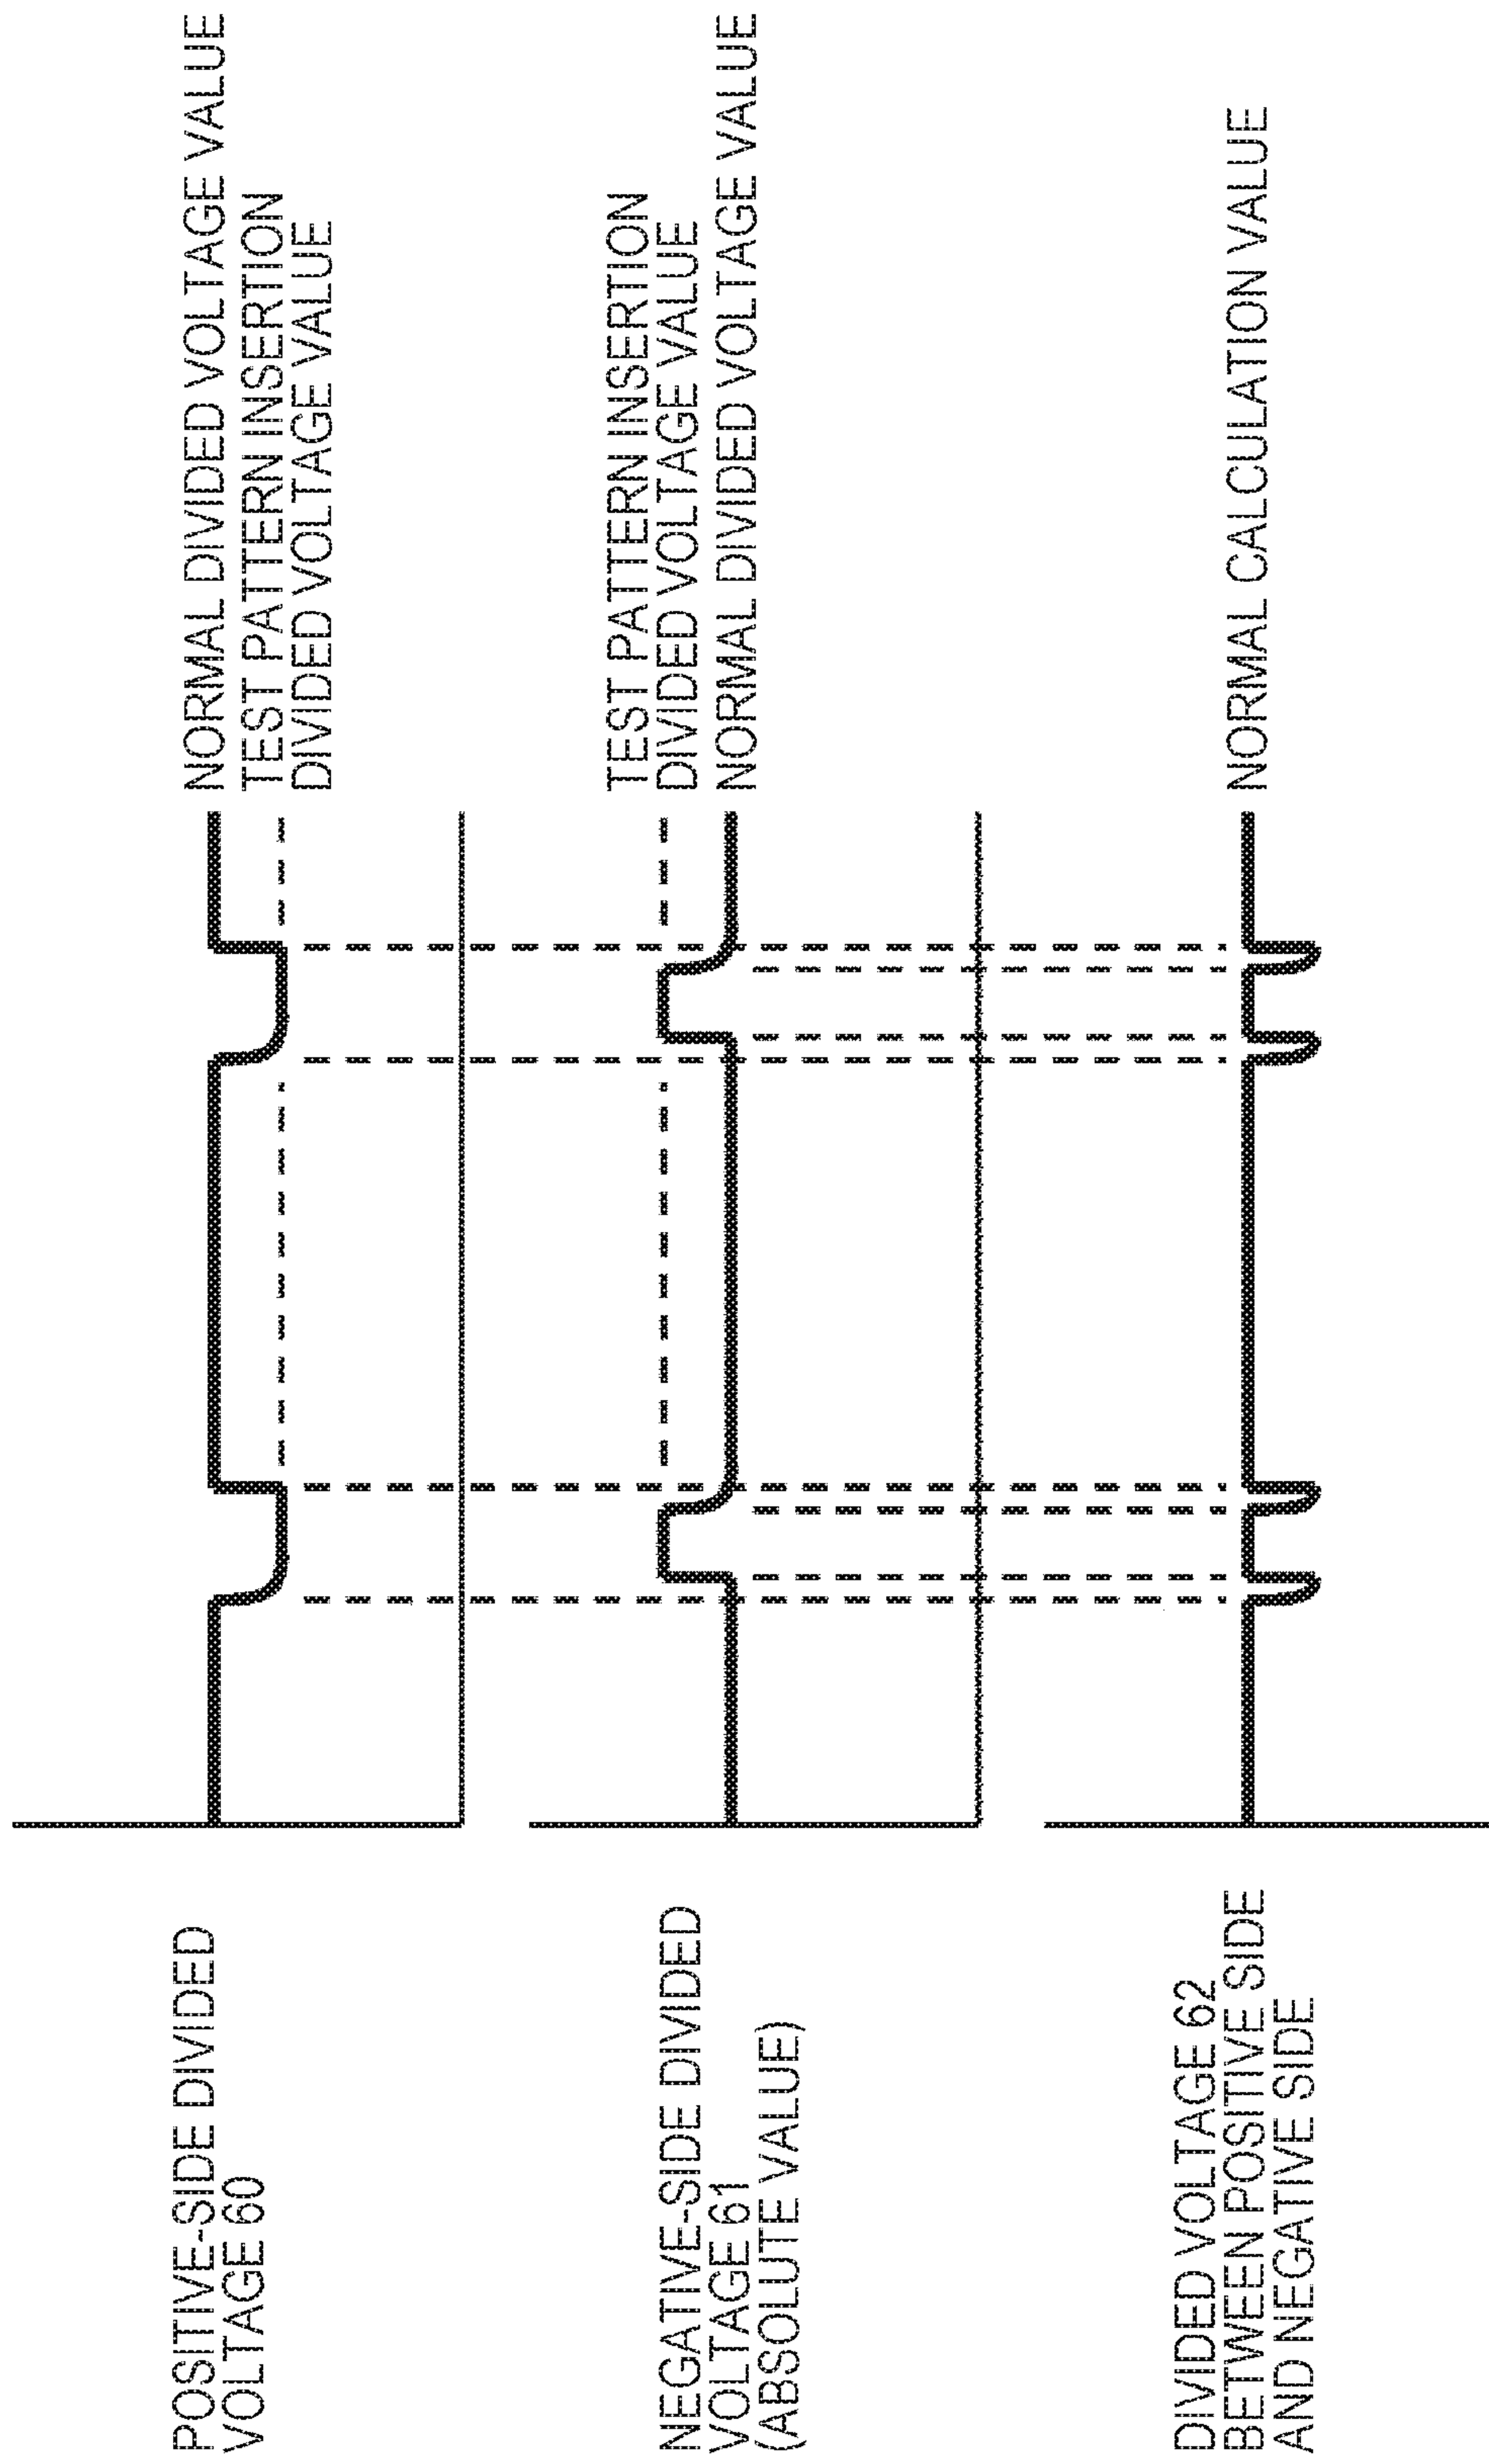 POSITIVE-SIDE DIVIDED
VOLTAGE 60
NORMAL DIVIDED VOLTAGE VALUE
TEST PATTERN INSERTION
DIVIDED VOLTAGE VALUE
NEGATIVE-SIDE DIVIDED
VOLTAGE 61
(ABSOLUTE VALUE)
TEST PATTERN INSERTION
DIVIDED VOLTAGE VALUE
NORMAL DIVIDED VOLTAGE VALUE
DIVIDED VOLTAGE 62
BETWEEN POSITIVE SIDE
AND NEGATIVE SIDE
NORMAL CALCULATION VALUE